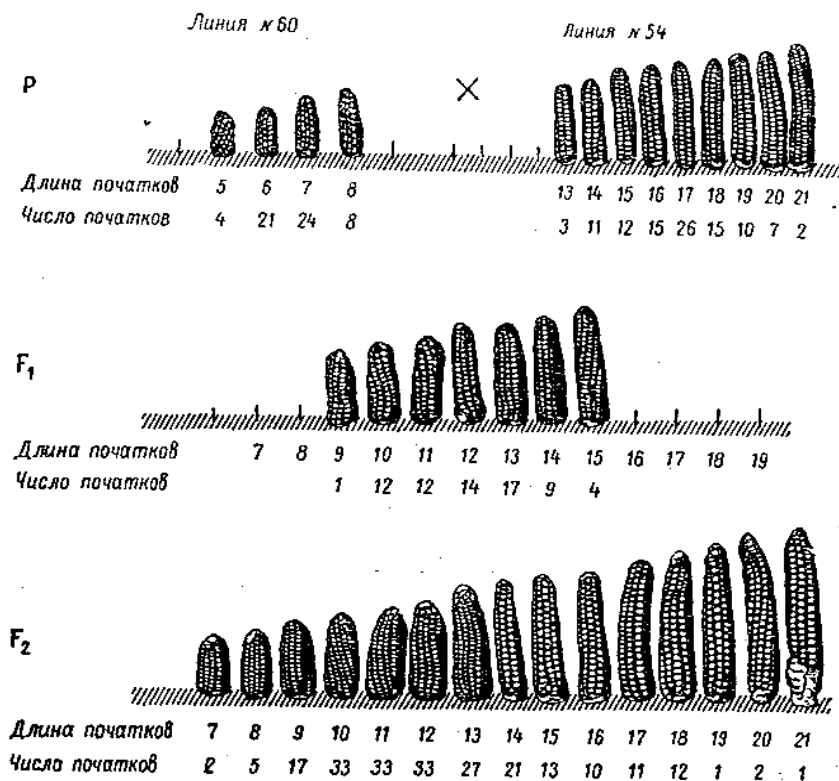 Линия №60
Линия №54
P
×
Длина початков 5 6 7 8 13 14 15 16 17 18 19 20 21
Число початков 4 21 24 8 3 11 12 15 26 15 10 7 2
F₁
Длина початков 7 8 9 10 11 12 13 14 15 16 17 18 19
Число початков 1 12 12 14 17 9 4
F₂
Длина початков 7 8 9 10 11 12 13 14 15 16 17 18 19 20 21
Число початков 2 5 17 33 33 33 27 21 13 10 11 12 1 2 1